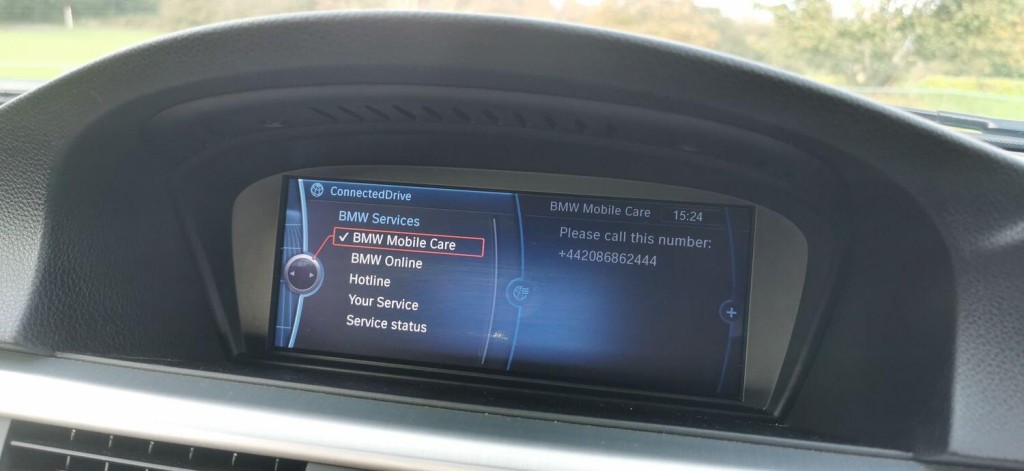 ConnectedDrive
BMW Services
✓ BMW Mobile Care
BMW Online
Hotline
Your Service
Service status
BMW Mobile Care 15:24
Please call this number:
+442086862444